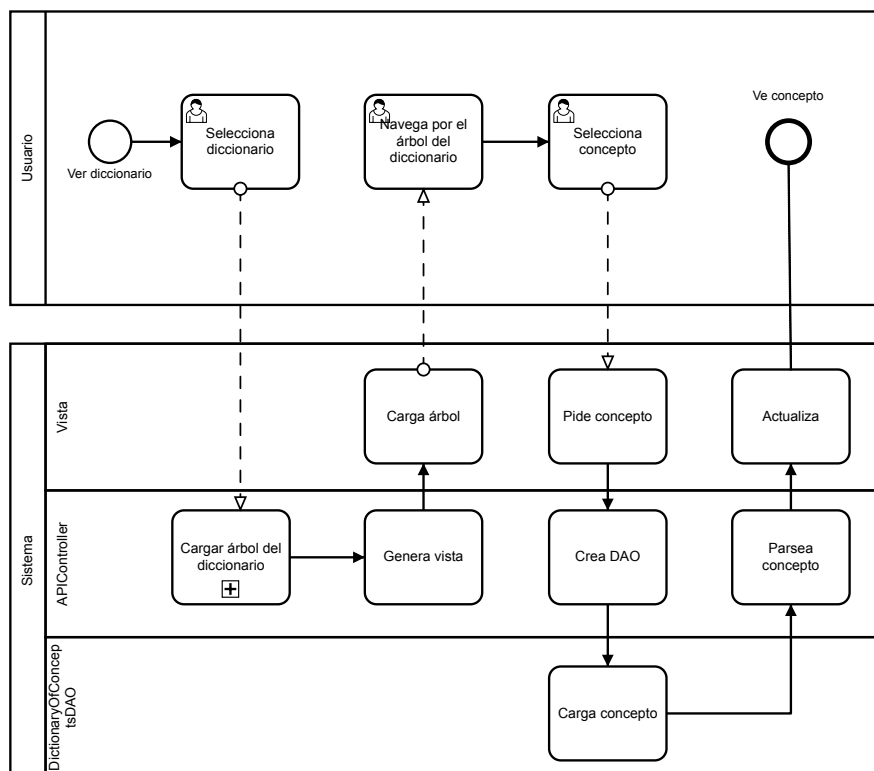 Usuario
Ver diccionario
Selecciona
diccionario
Navega por el
árbol del
diccionario
Selecciona
concepto
Ve concepto
Sistema
Vista
Carga árbol
Pide concepto
Actualiza
APIController
Cargar árbol del
diccionario
Genera vista
Crea DAO
Parsea
concepto
DictionaryOfConcep
tsDAO
Carga concepto